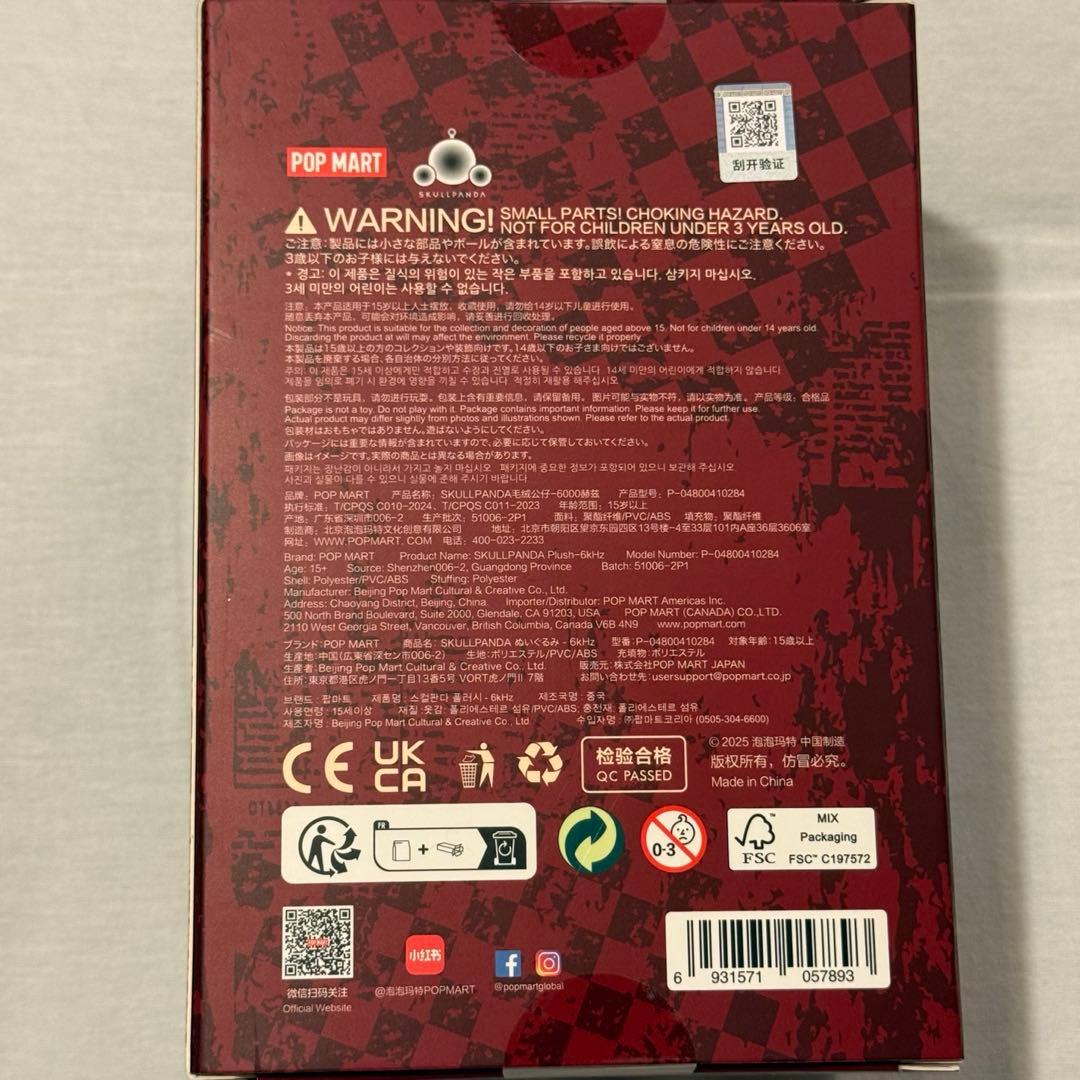 刮开验证
POP MART
SKULLPANDA
WARNING! SMALL PARTS! CHOKING HAZARD.
NOT FOR CHILDREN UNDER 3 YEARS OLD.
ご注意:製品には小さな部品やボールが含まれています。誤飲による窒息の危険性にご注意ください。
3歳以下のお子様には与えないでください。
* 경고: 이 제품은 질식의 위험이 있는 작은 부품을 포함하고 있습니다. 삼키지 마십시오.
3세 미만의 어린이는 사용할 수 없습니다.
注意：本产品适用于15岁以上人士摆放，收藏使用，请勿给14岁以下儿童进行使用。
随意丢弃本产品，可能会对环境造成影响，请妥善进行回收处理。
Notice: This product is suitable for the collection and decoration of people aged above 15. Not for children under 14 years old.
Discarding the product at will may affect the environment. Please recycle it properly.
本製品は15歳以上の方のコレクションや装飾向けです。14歳以下のお子さま向けではございません。
本製品を廃棄する場合、各自治体の分別方法に従ってください。
주의: 이 제품은 15세 이상에게만 적합하고 수장과 진열로 사용될 수 있습니다. 14세 미만의 어린이에게 적합하지 않습니다.
제품을 임의로 폐기 시 환경에 영향을 끼칠 수 있습니다. 적정히 재활용 해주십시오
包装部分不是玩具，请勿进行玩耍。包装上含有重要信息，请保留备用。图片可能与实物不符，请以实物为准。 产品等级：合格品
Package is not a toy. Do not play with it. Package contains important information. Please keep it for further use.
Actual product may differ slightly from photos and illustrations shown. Please refer to the actual product.
包装材はおもちゃではありません。遊ばないようにしてください。
パッケージには重要な情報が含まれていますので、必要に応じて保管しておいてください。
画像はイメージです。実際の商品とは異なる場合があります。
패키지는 장난감이 아니라서 가지고 놀지 마십시오 패키지에 중요한 정보가 포함되어 있으니 보관해 주십시오
사진과 실물이 다를 수 있으니 실물에 준해 주시기 바랍니다
品牌：POP MART 产品名称：SKULLPANDA毛绒公仔-6000赫兹 产品型号：P-04800410284
执行标准：T/CPQS C010-2024、T/CPQS C011-2023 年龄范围：15岁以上
产地：广东省深圳市006-2 生产批次：51006-2P1 面料：聚酯纤维/PVC/ABS 填充物：聚酯纤维
制造商：北京泡泡玛特文化创意有限公司 地址：北京市朝阳区望京东园四区13号楼-4至33层101内A座36层3606室
网址：WWW.POPMART.COM 电话：400-023-2233
Brand: POP MART Product Name: SKULLPANDA Plush-6kHz Model Number: P-04800410284
Age: 15+ Source: Shenzhen006-2, Guangdong Province Batch: 51006-2P1
Shell: Polyester/PVC/ABS Stuffing: Polyester
Manufacturer: Beijing Pop Mart Cultural & Creative Co., Ltd.
Address: Chaoyang District, Beijing, China. Importer/Distributor: POP MART Americas Inc.
500 North Brand Boulevard, Suite 2000, Glendale, CA 91203, USA POP MART (CANADA) CO.,LTD.
2110 West Georgia Street, Vancouver, British Columbia, Canada V6B 4N9 www.popmart.com
ブランド:POP MART 商品名: SKULLPANDA ぬいぐるみ - 6kHz 型番: P-04800410284 対象年齢: 15歳以上
生産地:中国(広東省深セン市006-2) 生地:ポリエステル/PVC/ABS 充填物:ポリエステル
生産者:Beijing Pop Mart Cultural & Creative Co., Ltd. 販売元:株式会社POP MART JAPAN
住所:東京都港区虎ノ門一丁目13番5号 VORT虎ノ門II 7階 お問い合わせ先:usersupport@popmart.co.jp
브랜드 : 팝마트 제품명 : 스컬판다 플러시 - 6kHz 제조국명 : 중국
사용연령 : 15세이상 재질 : 겉감: 폴리에스테르 섬유/PVC/ABS; 충전재: 폴리에스테르 섬유
제조자명 : Beijing Pop Mart Cultural & Creative Co., Ltd 수입자명 : ㈜팝마트코리아 (0505-304-6600)
CE
UK
CA
检验合格
QC PASSED
© 2025 泡泡玛特 中国制造
版权所有，仿冒必究。
Made in China
FR
+
0-3
FSC™
MIX
Packaging
FSC™ C197572
POP MART
微信扫码关注
Official Website
小红书
@泡泡玛特POPMART
@popmartglobal
6 931571 057893